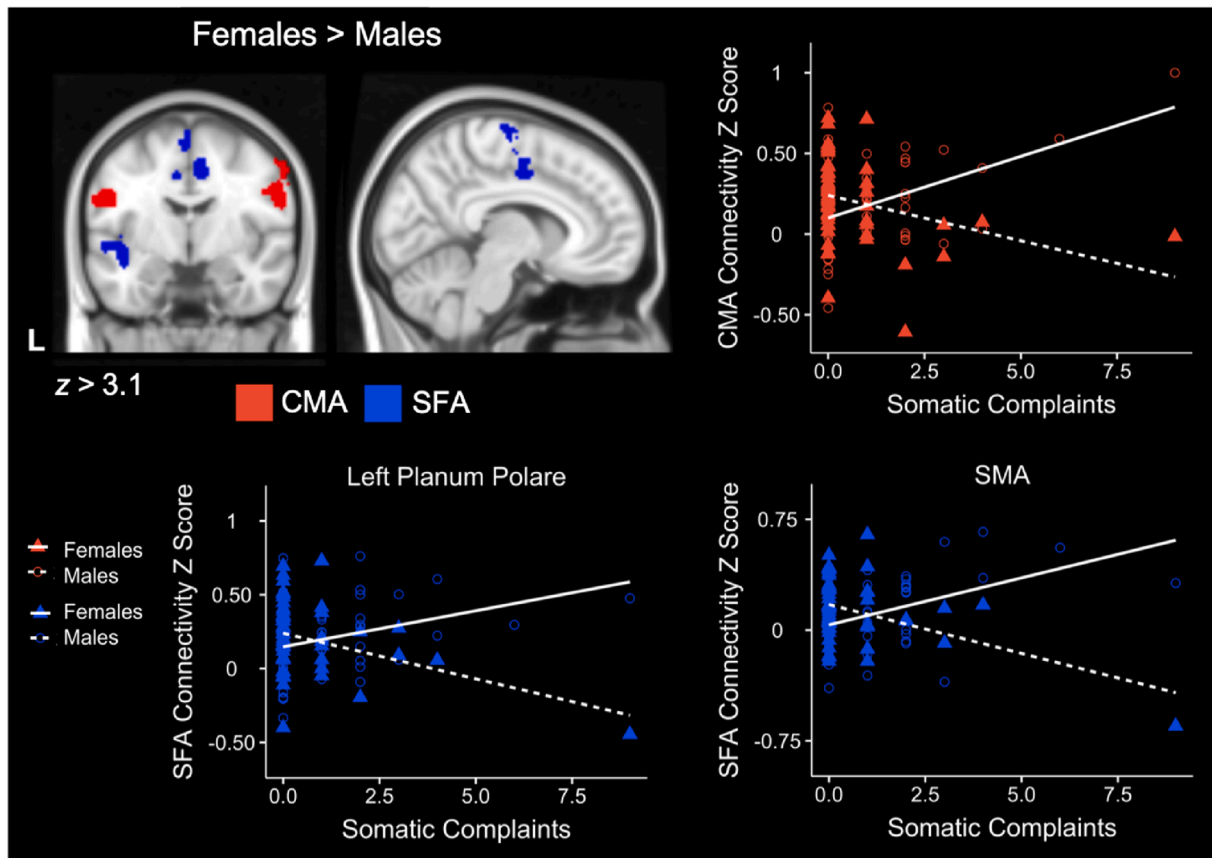 Females > Males
L
z > 3.1
CMA
SFA
CMA Connectivity Z Score
1
0.50
0
-0.50
0.0
2.5
5.0
7.5
Somatic Complaints
Females
Males
Females
Males
Left Planum Polare
SFA Connectivity Z Score
1
0.50
0
-0.50
0.0
2.5
5.0
7.5
Somatic Complaints
SMA
SFA Connectivity Z Score
0.75
0
-0.75
0.0
2.5
5.0
7.5
Somatic Complaints